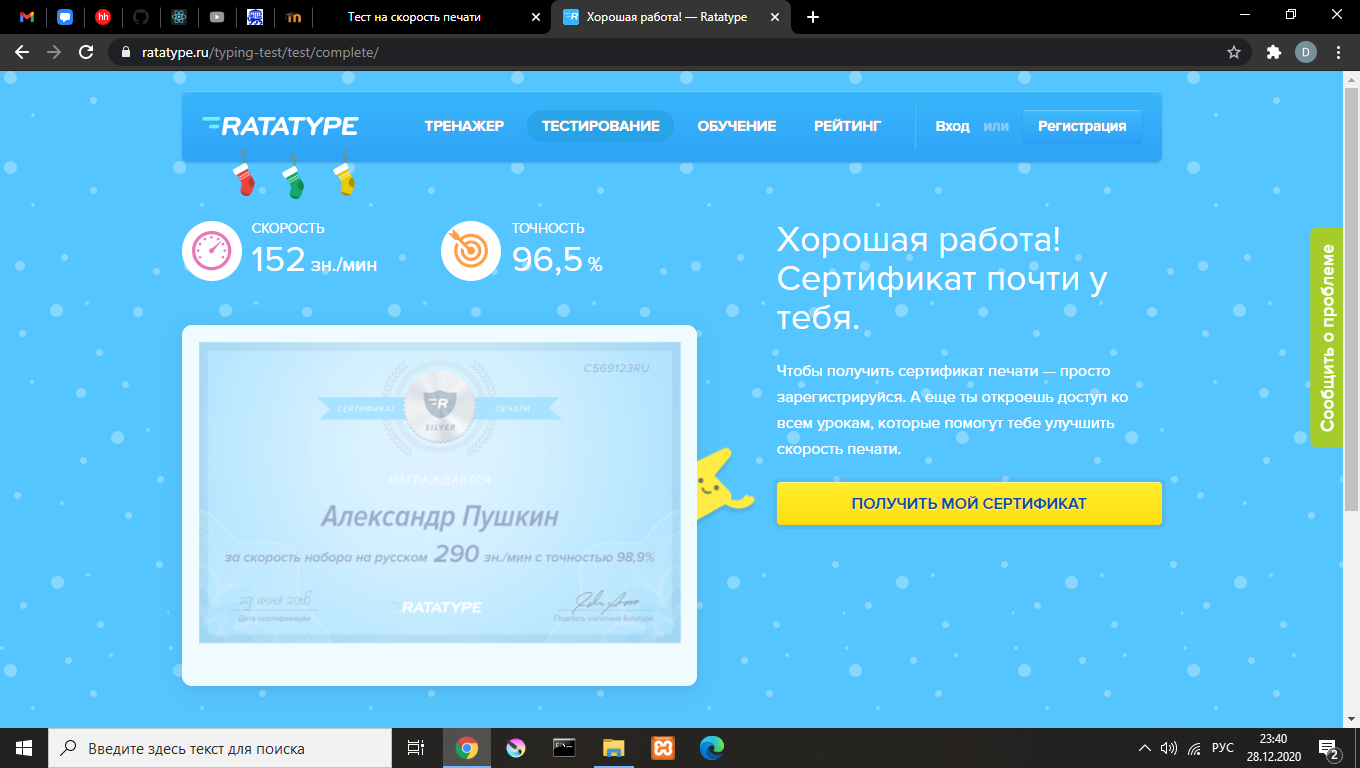 hh
Тест на скорость печати
Хорошая работа! — Ratatype
ratatype.ru/typing-test/test/complete/
D
RATATYPE
ТРЕНАЖЕР
ТЕСТИРОВАНИЕ
ОБУЧЕНИЕ
РЕЙТИНГ
Вход или Регистрация
СКОРОСТЬ
152 зн./мин
ТОЧНОСТЬ
96,5 %
Хорошая работа!
Сертификат почти у
тебя.
Чтобы получить сертификат печати — просто
зарегистрируйся. А еще ты откроешь доступ ко
всем урокам, которые помогут тебе улучшить
скорость печати.
ПОЛУЧИТЬ МОЙ СЕРТИФИКАТ
Сообщить о проблеме
CS69123RU
R
СЕРТИФИКАТ
ПЕЧАТИ
SILVER
НАГРАЖДАЕТСЯ
Александр Пушкин
за скорость набора на русском 290 зн./мин с точностью 98,9%
29 июня 2016
Дата сертификации
RATATYPE
Подпись капитана Ratatype
Введите здесь текст для поиска
РУС
23:40
28.12.2020
2